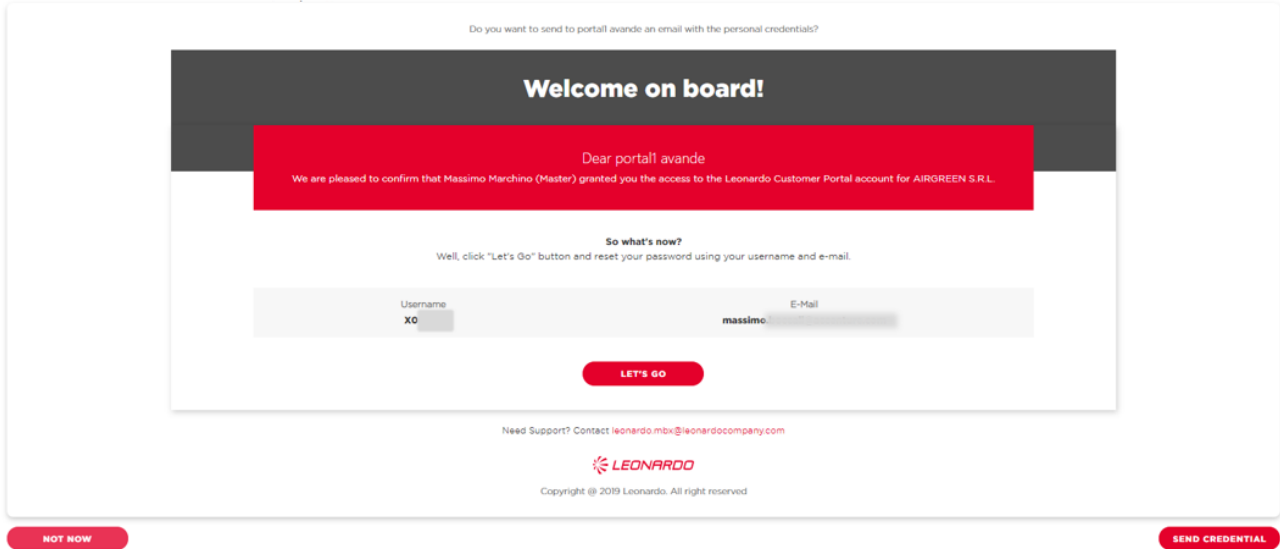 Do you want to send to portal1 avande an email with the personal credentials?
Welcome on board!
Dear portal1 avande
We are pleased to confirm that Massimo Marchino (Master) granted you the access to the Leonardo Customer Portal account for AIRGREEN S.R.L.
So what's now?
Well, click "Let's Go" button and reset your password using your username and e-mail.
Username
E-Mail
X0
massimo.
LET'S GO
Need Support? Contact leonardo.mbx@leonardocompany.com
LEONARDO
Copyright @ 2019 Leonardo. All right reserved
NOT NOW
SEND CREDENTIAL